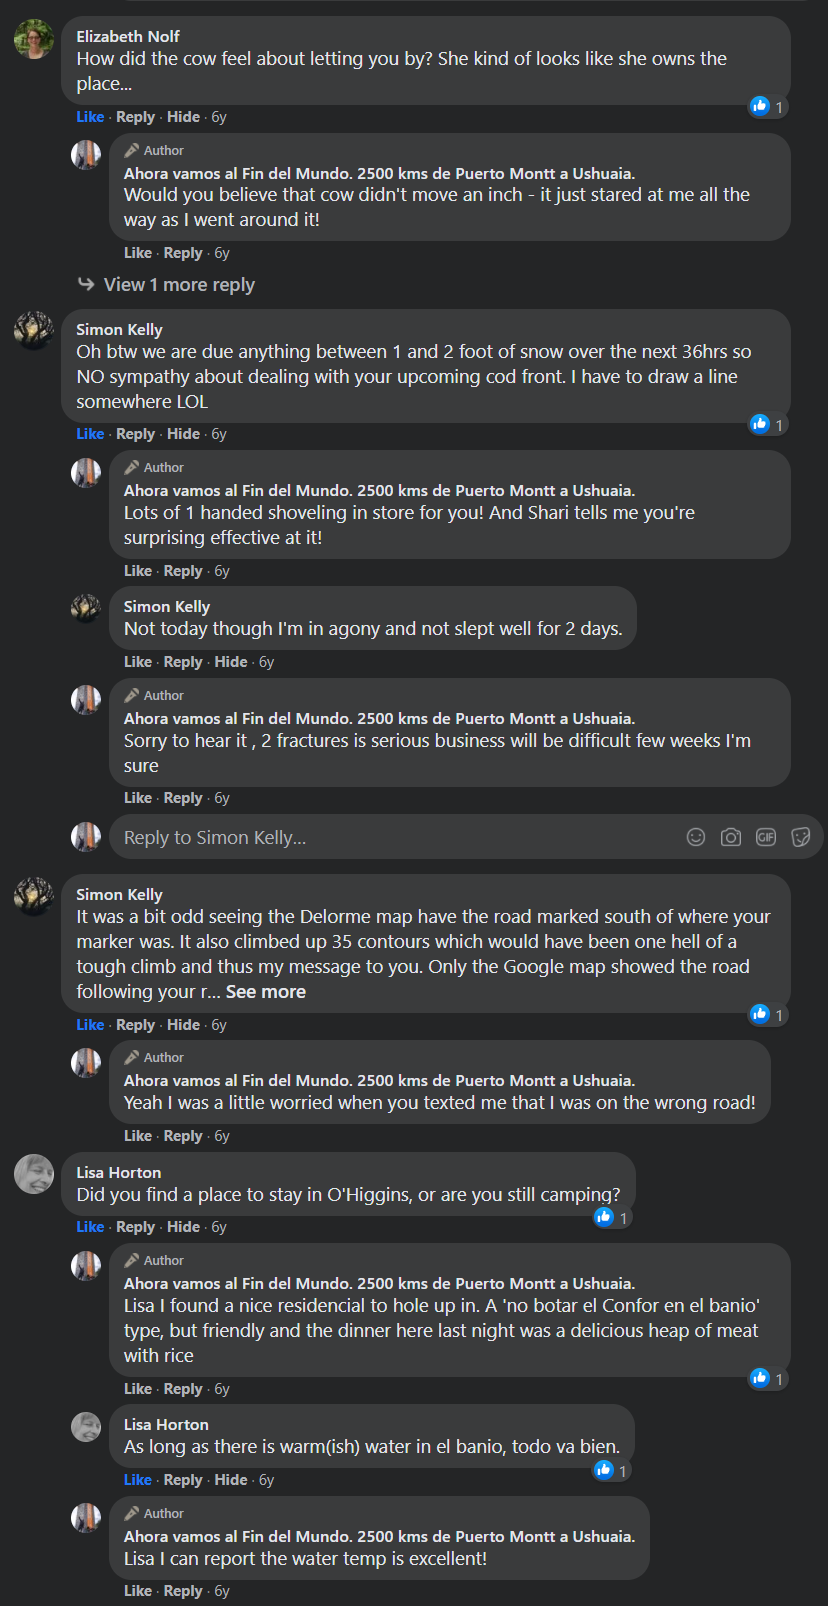 Elizabeth Nolf
How did the cow feel about letting you by? She kind of looks like she owns the
place...
1
Like · Reply · Hide · 6y
Author
Ahora vamos al Fin del Mundo. 2500 kms de Puerto Montt a Ushuaia.
Would you believe that cow didn't move an inch - it just stared at me all the
way as I went around it!
Like · Reply · 6y
View 1 more reply
Simon Kelly
Oh btw we are due anything between 1 and 2 foot of snow over the next 36hrs so
NO sympathy about dealing with your upcoming cod front. I have to draw a line
somewhere LOL
1
Like · Reply · Hide · 6y
Author
Ahora vamos al Fin del Mundo. 2500 kms de Puerto Montt a Ushuaia.
Lots of 1 handed shoveling in store for you! And Shari tells me you're
surprising effective at it!
Like · Reply · 6y
Simon Kelly
Not today though I'm in agony and not slept well for 2 days.
Like · Reply · Hide · 6y
Author
Ahora vamos al Fin del Mundo. 2500 kms de Puerto Montt a Ushuaia.
Sorry to hear it , 2 fractures is serious business will be difficult few weeks I'm
sure
Like · Reply · 6y
Reply to Simon Kelly...
GIF
Simon Kelly
It was a bit odd seeing the Delorme map have the road marked south of where your
marker was. It also climbed up 35 contours which would have been one hell of a
tough climb and thus my message to you. Only the Google map showed the road
following your r... See more
1
Like · Reply · Hide · 6y
Author
Ahora vamos al Fin del Mundo. 2500 kms de Puerto Montt a Ushuaia.
Yeah I was a little worried when you texted me that I was on the wrong road!
Like · Reply · 6y
Lisa Horton
Did you find a place to stay in O'Higgins, or are you still camping?
1
Like · Reply · Hide · 6y
Author
Ahora vamos al Fin del Mundo. 2500 kms de Puerto Montt a Ushuaia.
Lisa I found a nice residencial to hole up in. A 'no botar el Confor en el banio'
type, but friendly and the dinner here last night was a delicious heap of meat
with rice
1
Like · Reply · 6y
Lisa Horton
As long as there is warm(ish) water in el banio, todo va bien.
1
Like · Reply · Hide · 6y
Author
Ahora vamos al Fin del Mundo. 2500 kms de Puerto Montt a Ushuaia.
Lisa I can report the water temp is excellent!
Like · Reply · 6y